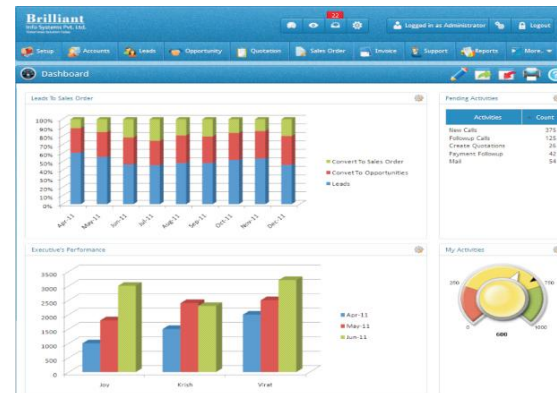 Brilliant
Info Systems Pvt. Ltd.
22
Logged in as Administrator
Logout
Setup
Accounts
Leads
Opportunity
Quotation
Sales Order
Invoice
Support
Reports
More.
Dashboard
Leads To Sales Order
100%
90%
80%
70%
60%
50%
40%
30%
20%
10%
0%
Apr-11
May-11
Jun-11
Jul-11
Aug-11
Sep-11
Oct-11
Nov-11
Dec-11
Convert To Sales Order
ConvetTo Opportunities
Leads
Pending Activities
Activities Count
New Calls 375
Followup Calls 125
Create Quotations 25
Payment Followup 42
Mail 54
Executive's Performance
3500
3000
2500
2000
1500
1000
500
0
Joy
Krish
Virat
Apr-11
May-11
Jun-11
My Activities
0
1000
600